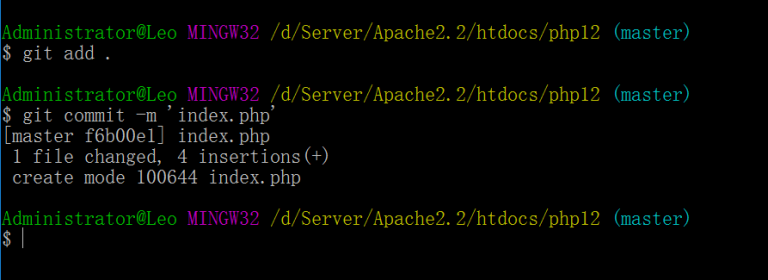 Administrator@Leo MINGW32 /d/Server/Apache2.2/htdocs/php12 (master)
$ git add .
Administrator@Leo MINGW32 /d/Server/Apache2.2/htdocs/php12 (master)
$ git commit -m 'index.php'
[master f6b00e1] index.php
 1 file changed, 4 insertions(+)
 create mode 100644 index.php
Administrator@Leo MINGW32 /d/Server/Apache2.2/htdocs/php12 (master)
$